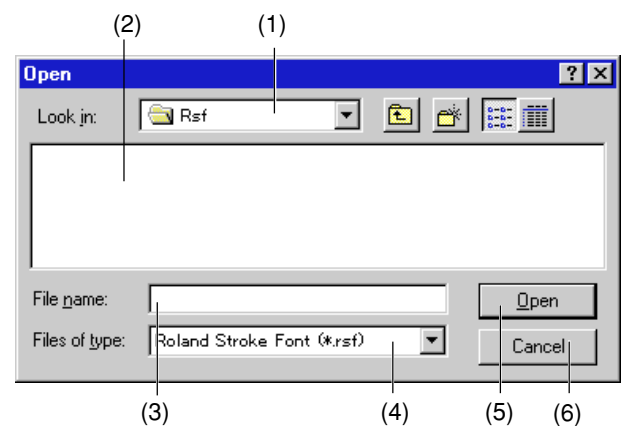 (2) (1)
Open
Look in: Rsf
File name: Open
Files of type: Roland Stroke Font (*.rsf) Cancel
(3) (4) (5) (6)